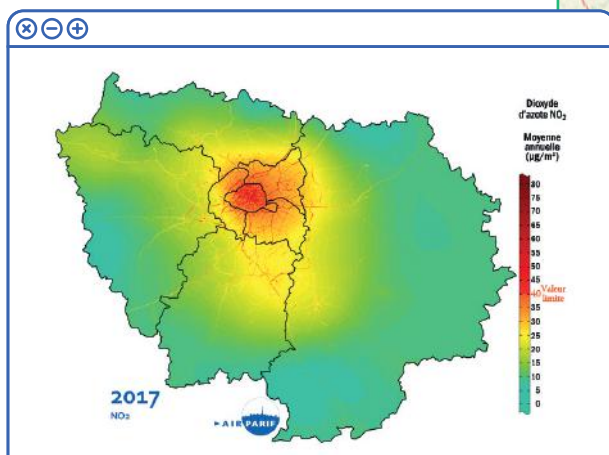 Dioxyde
d'azote NO₂
Moyenne
annuelle
(µg/m³)
80
75
70
65
60
55
50
45
40 Valeur
limite
35
30
25
20
15
10
5
0
2017
NO₂
AIRPARIF